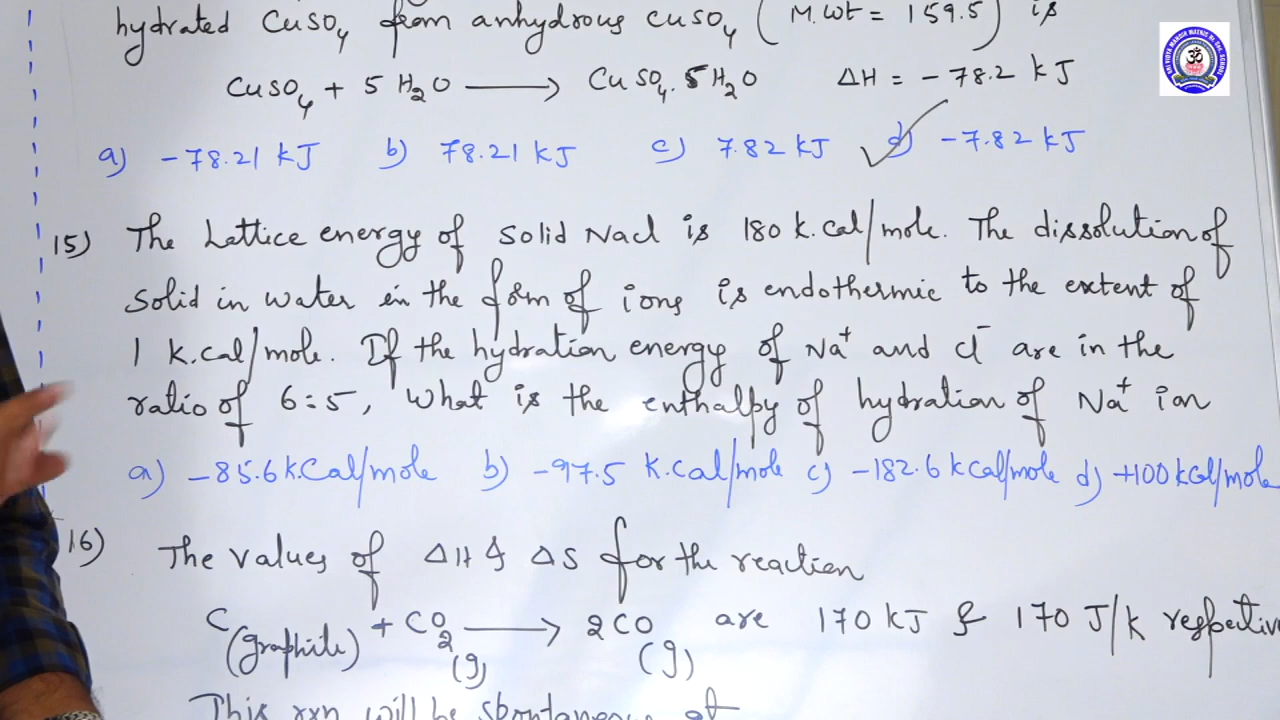 hydrated CuSO4 from anhydrous CuSO4 (M.wt = 159.5) is
CuSO4 + 5 H2O ⟶ CuSO4.5H2O ΔH = -78.2 kJ
a) -78.21 kJ b) 78.21 kJ c) 7.82 kJ d) -7.82 kJ
15) The Lattice energy of solid Nacl is 180 k.cal/mole. The dissolution of
solid in water in the form of ions is endothermic to the extent of
1 k.cal/mole. If the hydration energy of Na+ and cl- are in the
ratio of 6:5, what is the enthalpy of hydration of Na+ ion
a) -85.6 k.Cal/mole b) -97.5 k.cal/mole c) -182.6 kcal/mole d) +100 kcal/mole
16) The values of ΔH & ΔS for the reaction
C(graphite) + CO2(g) ⟶ 2CO(g) are 170 kJ & 170 J/k respective
This rxn will be spontaneous at